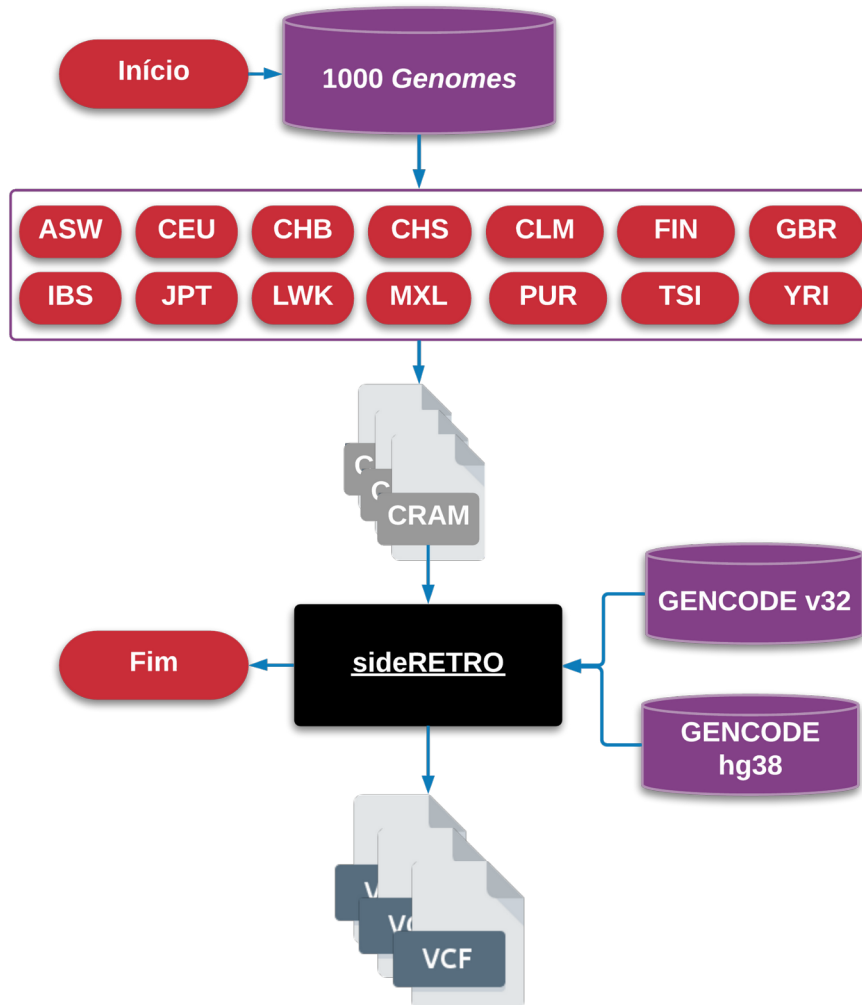 Início
1000 Genomes
ASW CEU CHB CHS CLM FIN GBR
IBS JPT LWK MXL PUR TSI YRI
C
C
CRAM
GENCODE v32
Fim
sideRETRO
GENCODE
hg38
V
VC
VCF